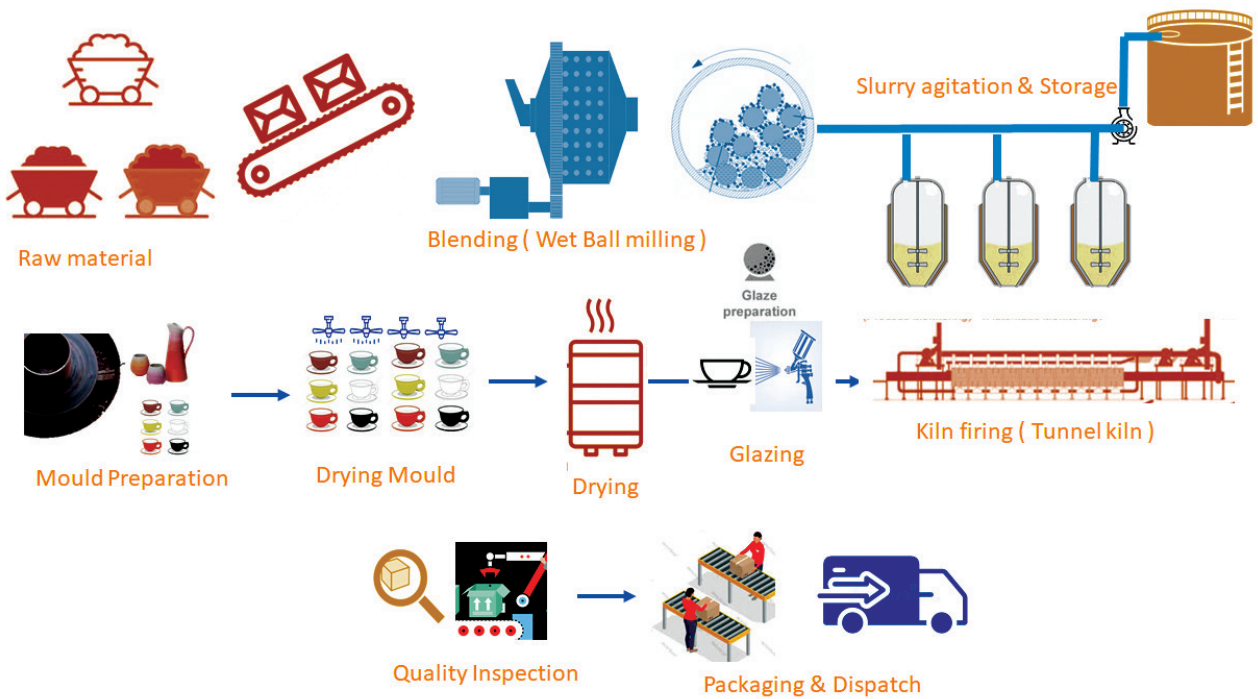 Slurry agitation & Storage
Raw material
Blending ( Wet Ball milling )
Glaze
preparation
Mould Preparation
Drying Mould
Drying
Glazing
Kiln firing ( Tunnel kiln )
Quality Inspection
Packaging & Dispatch